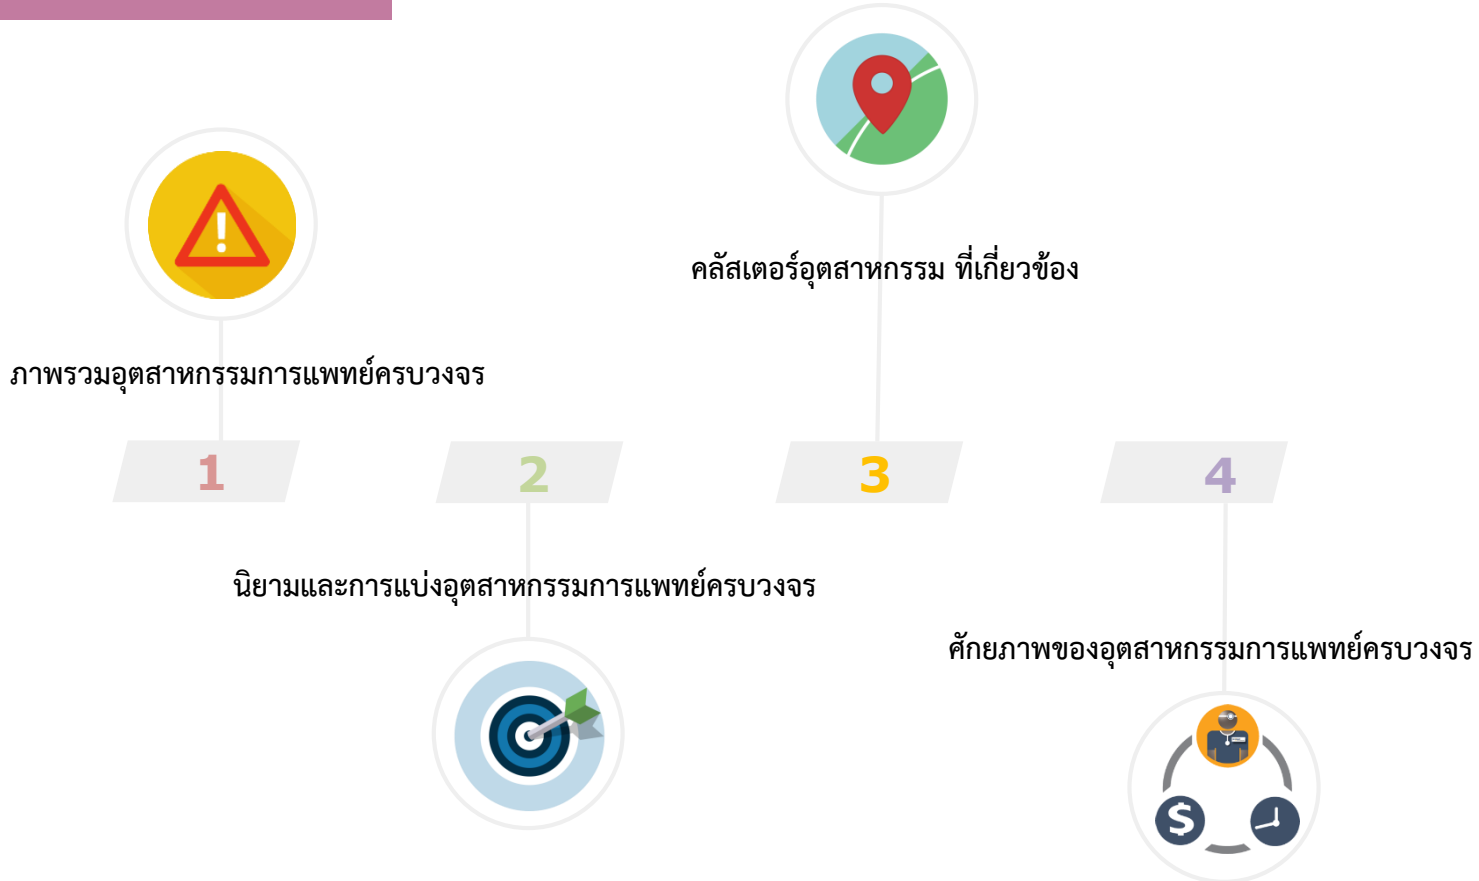 คลัสเตอร์อุตสาหกรรม ที่เกี่ยวข้อง
ภาพรวมอุตสาหกรรมการแพทย์ครบวงจร
1
2
3
4
นิยามและการแบ่งอุตสาหกรรมการแพทย์ครบวงจร
ศักยภาพของอุตสาหกรรมการแพทย์ครบวงจร
$